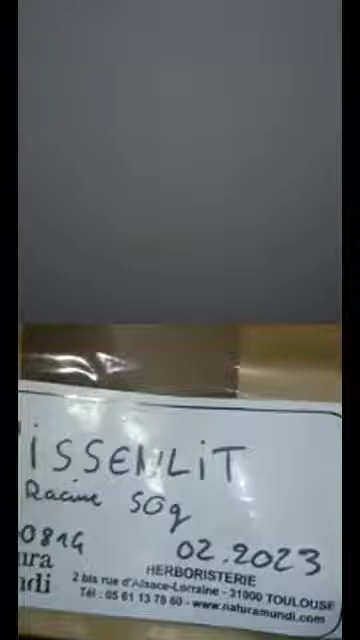 iSSENLiT
Racine 50g
0814
02.2023
ura
ndi
HERBORISTERIE
2 bis rue d'Alsace-Lorraine - 31000 TOULOUSE
Tél : 05 61 13 79 60 - www.naturamundi.com